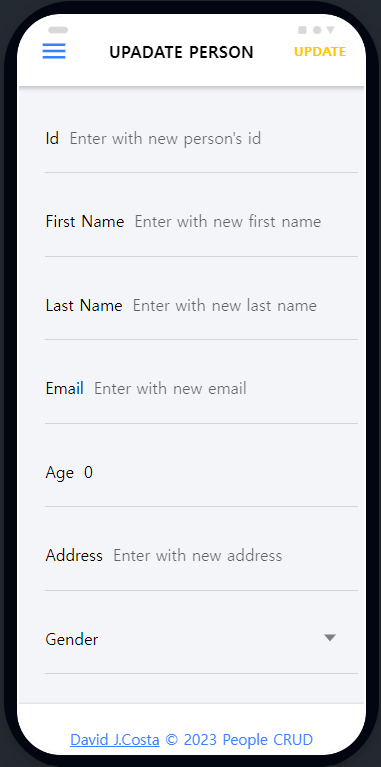 UPADATE PERSON UPDATE
Id Enter with new person's id
First Name Enter with new first name
Last Name Enter with new last name
Email Enter with new email
Age 0
Address Enter with new address
Gender
David J.Costa © 2023 People CRUD